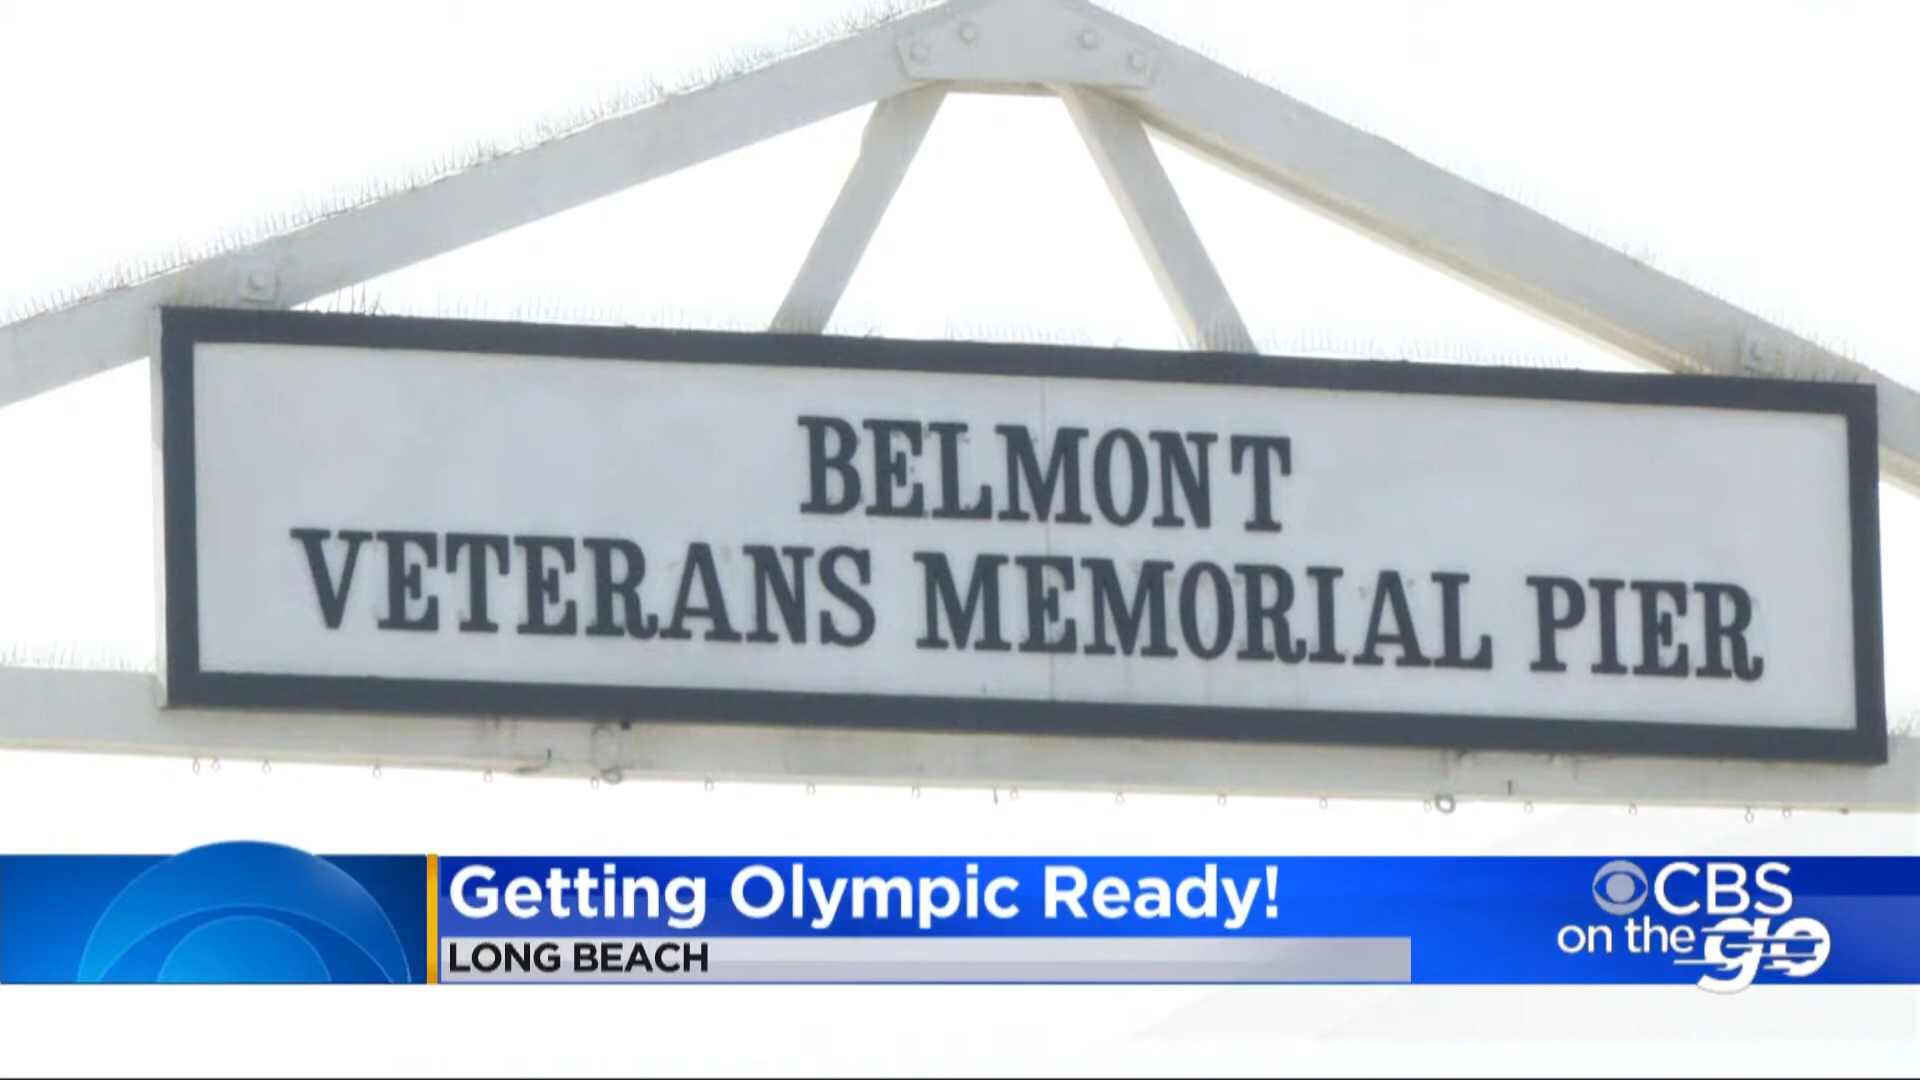 BELMONT
VETERANS MEMORIAL PIER
Getting Olympic Ready!
LONG BEACH
CBS
on the go